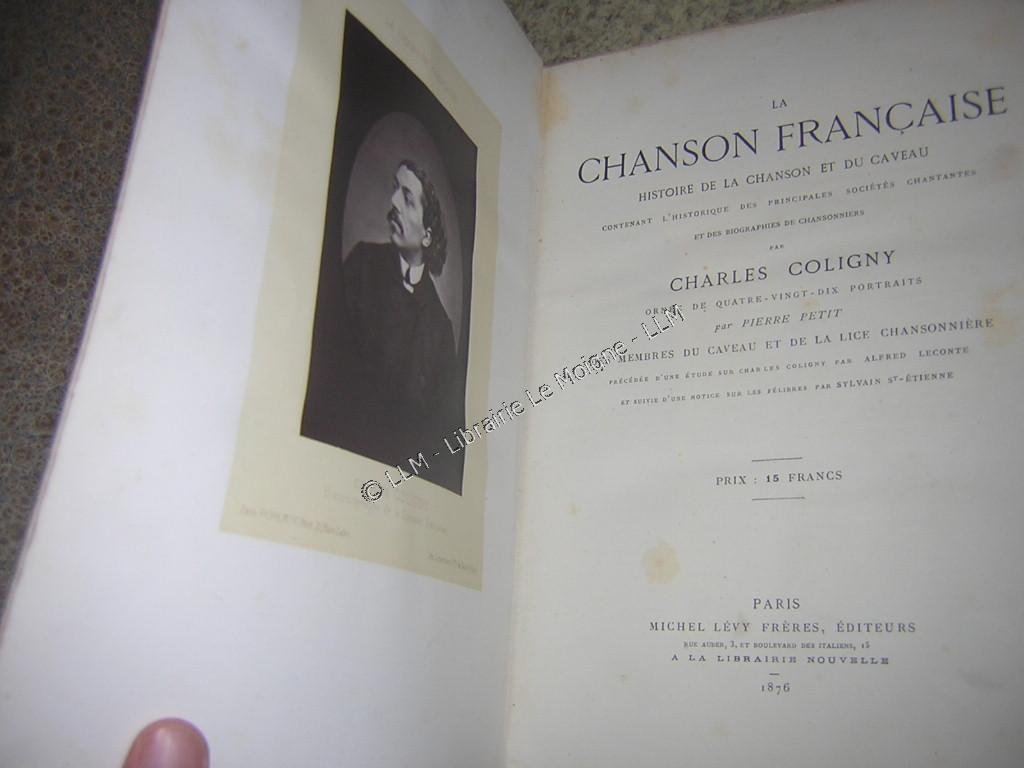 LA
CHANSON FRANÇAISE
HISTOIRE DE LA CHANSON ET DU CAVEAU
CONTENANT L'HISTORIQUE DES PRINCIPALES SOCIÉTÉS CHANTANTES
ET DES BIOGRAPHIES DE CHANSONNIERS
PAR
CHARLES COLIGNY
DE QUATRE-VINGT-DIX PORTRAITS
par PIERRE PETIT
MEMBRES DU CAVEAU ET DE LA LICE CHANSONNIÈRE
PRÉCÉDÉE D'UNE ÉTUDE SUR CHARLES COLIGNY PAR ALFRED LECONTE
ET SUIVIE D'UNE NOTICE SUR LES FÉLIBRES PAR SYLVAIN ST-ÉTIENNE
PRIX : 15 FRANCS
PARIS
MICHEL LÉVY FRÈRES, ÉDITEURS
RUE AUBER, 3, ET BOULEVARD DES ITALIENS, 15
A LA LIBRAIRIE NOUVELLE
1876
© LLM - Librairie Le Moigne - LLM